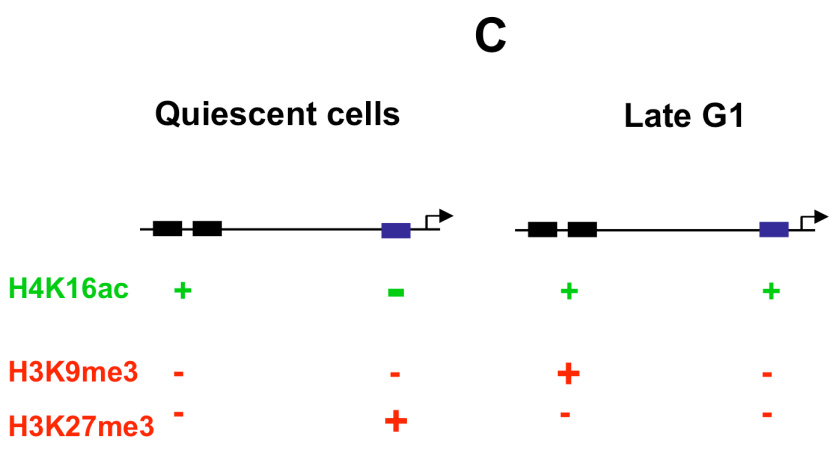 C
Quiescent cells Late G1
H4K16ac + - + +
H3K9me3 - - + -
H3K27me3 - + - -